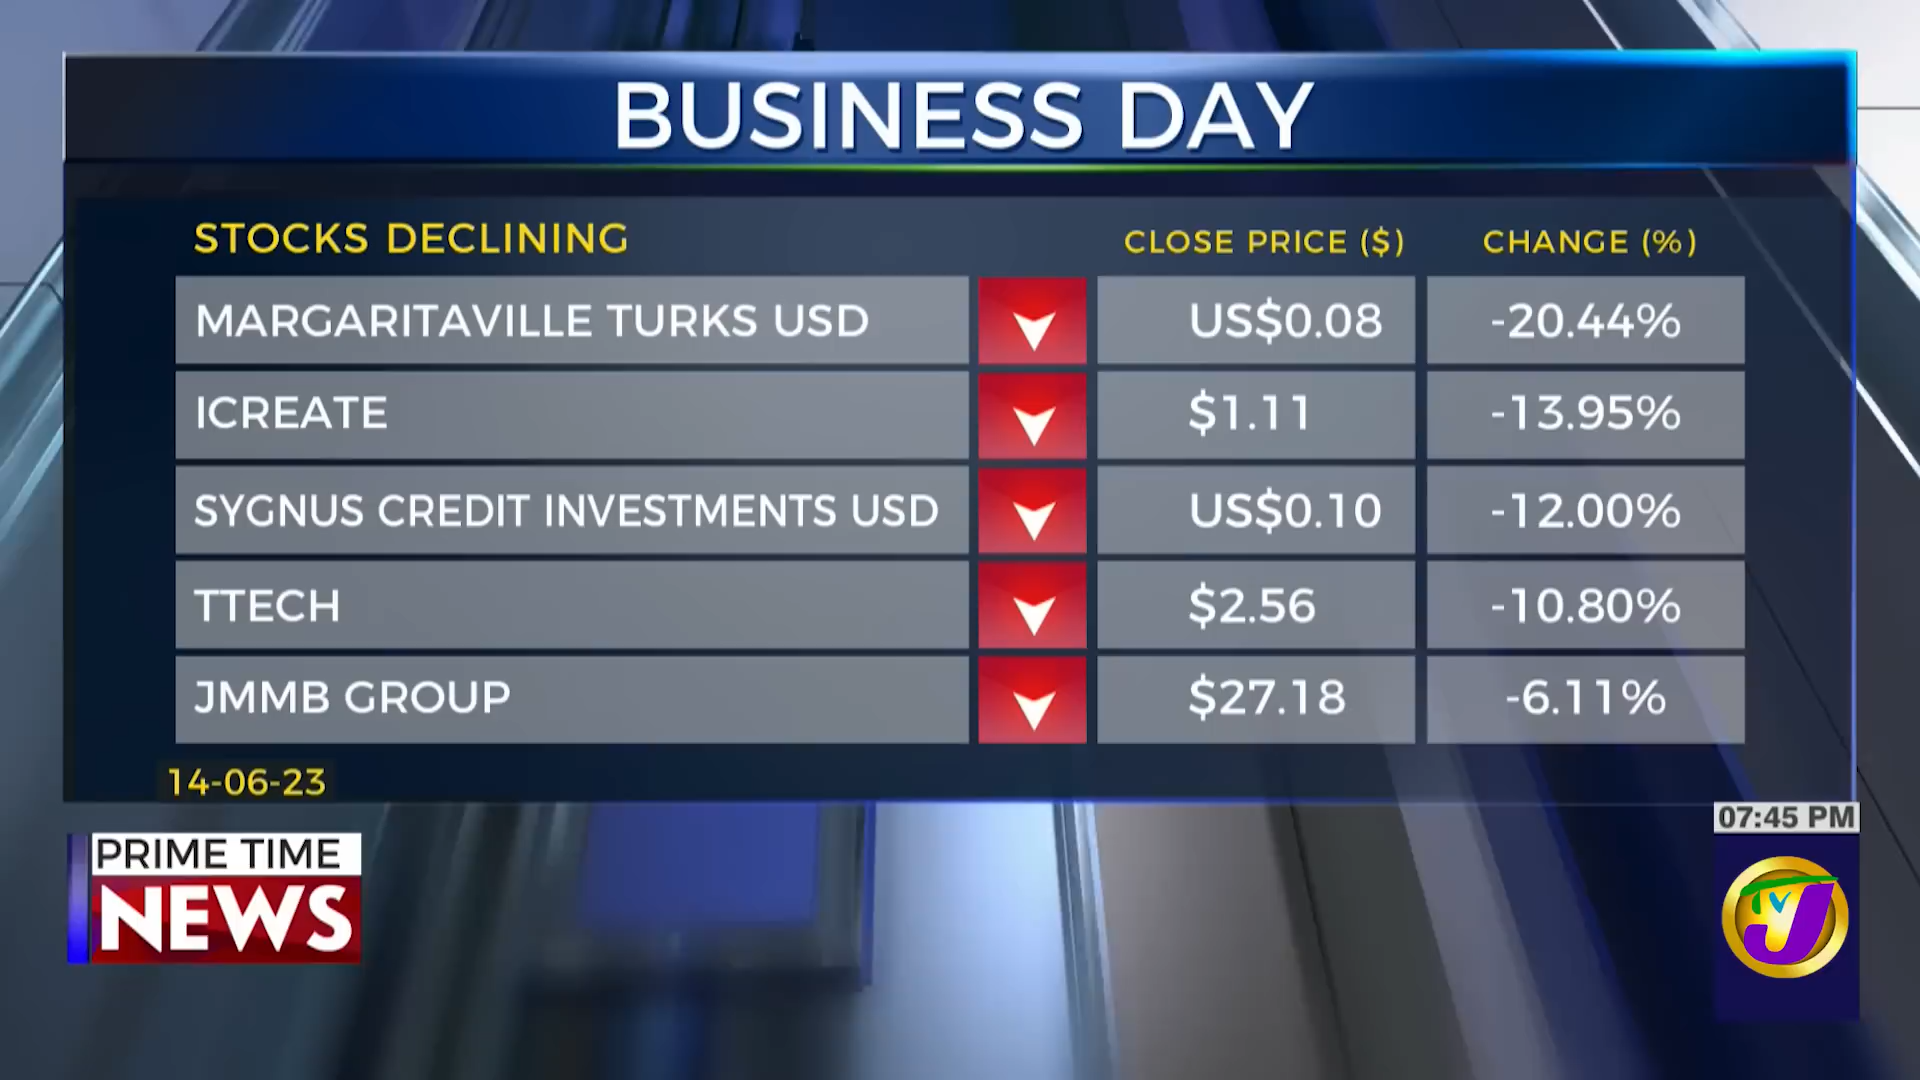 BUSINESS DAY
STOCKS DECLINING CLOSE PRICE ($) CHANGE (%)
MARGARITAVILLE TURKS USD US$0.08 -20.44%
ICREATE $1.11 -13.95%
SYGNUS CREDIT INVESTMENTS USD US$0.10 -12.00%
TTECH $2.56 -10.80%
JMMB GROUP $27.18 -6.11%
14-06-23
07:45 PM
PRIME TIME
NEWS
TVJ